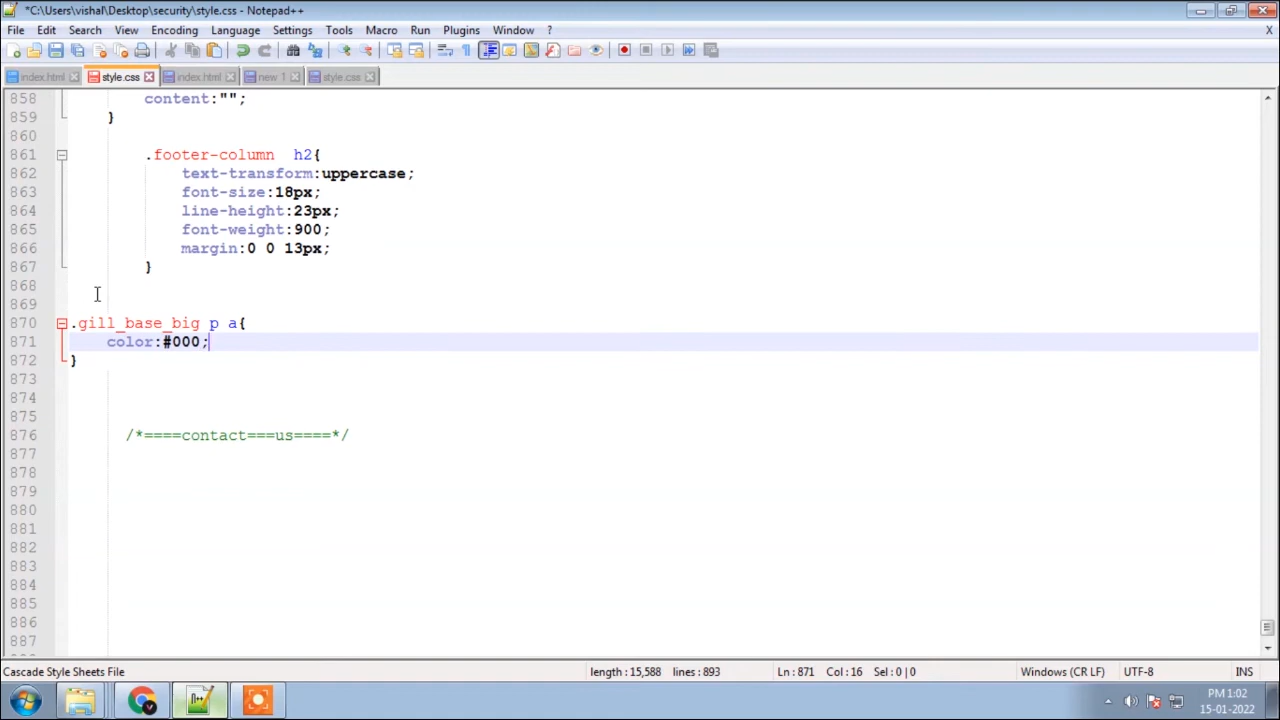 *C:\Users\vishal\Desktop\security\style.css - Notepad++
File Edit Search View Encoding Language Settings Tools Macro Run Plugins Window ? X
index.html style.css index.html new 1 style.css
858 content:"";
859 }
860
861 .footer-column h2{
862 text-transform:uppercase;
863 font-size:18px;
864 line-height:23px;
865 font-weight:900;
866 margin:0 0 13px;
867 }
868
869
870 .gill_base_big p a{
871 color:#000;
872 }
873
874
875
876 /*====contact===us====*/
877
878
879
880
881
882
883
884
885
886
887
Cascade Style Sheets File length : 15,588 lines : 893 Ln : 871 Col : 16 Sel : 0 | 0 Windows (CR LF) UTF-8 INS
PM 1:02
15-01-2022